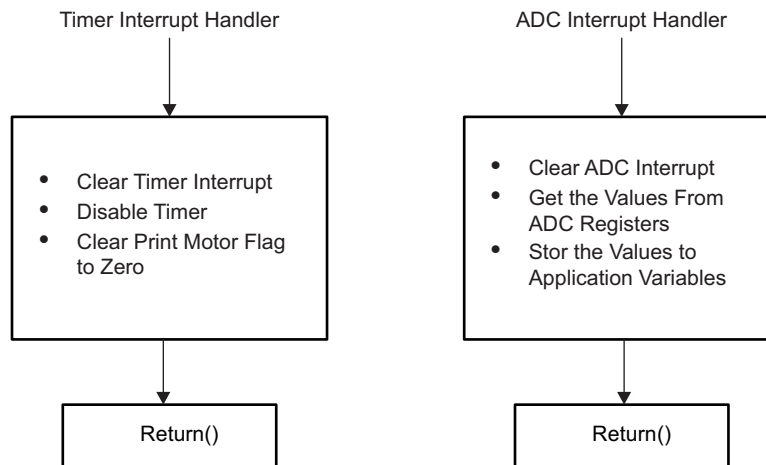 Timer Interrupt Handler
• Clear Timer Interrupt
• Disable Timer
• Clear Print Motor Flag
to Zero
Return()
ADC Interrupt Handler
• Clear ADC Interrupt
• Get the Values From
ADC Registers
• Stor the Values to
Application Variables
Return()